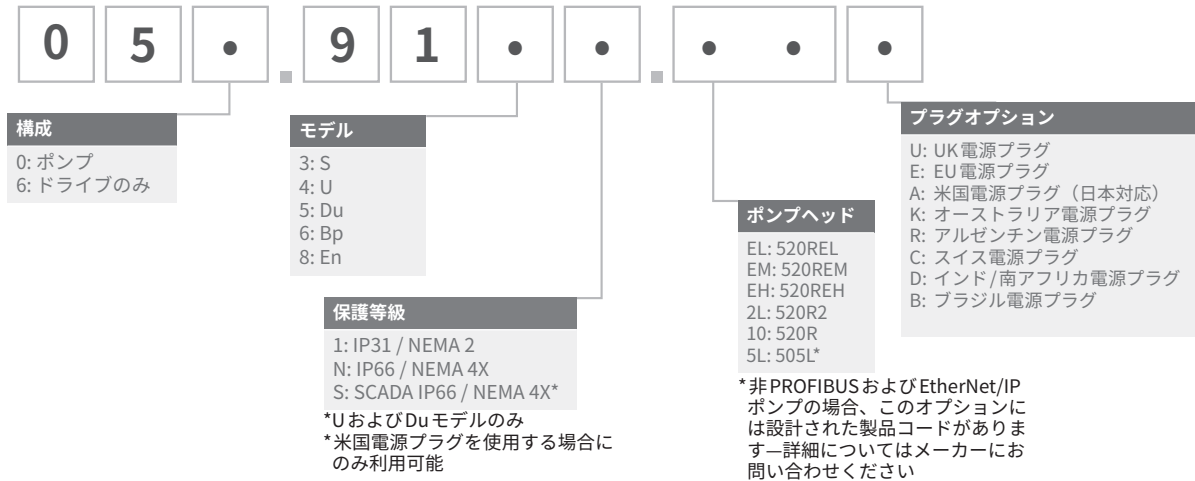 0 5 • . 9 1 • • . • • •
構成
0: ポンプ
6: ドライブのみ
モデル
3: S
4: U
5: Du
6: Bp
8: En
保護等級
1: IP31 / NEMA 2
N: IP66 / NEMA 4X
S: SCADA IP66 / NEMA 4X*
*UおよびDuモデルのみ
*米国電源プラグを使用する場合に
のみ利用可能
ポンプヘッド
EL: 520REL
EM: 520REM
EH: 520REH
2L: 520R2
10: 520R
5L: 505L*
*非PROFIBUSおよびEtherNet/IP
ポンプの場合、このオプションに
は設計された製品コードがありま
す—詳細についてはメーカーにお
問い合わせください
プラグオプション
U: UK電源プラグ
E: EU電源プラグ
A: 米国電源プラグ（日本対応）
K: オーストラリア電源プラグ
R: アルゼンチン電源プラグ
C: スイス電源プラグ
D: インド/南アフリカ電源プラグ
B: ブラジル電源プラグ